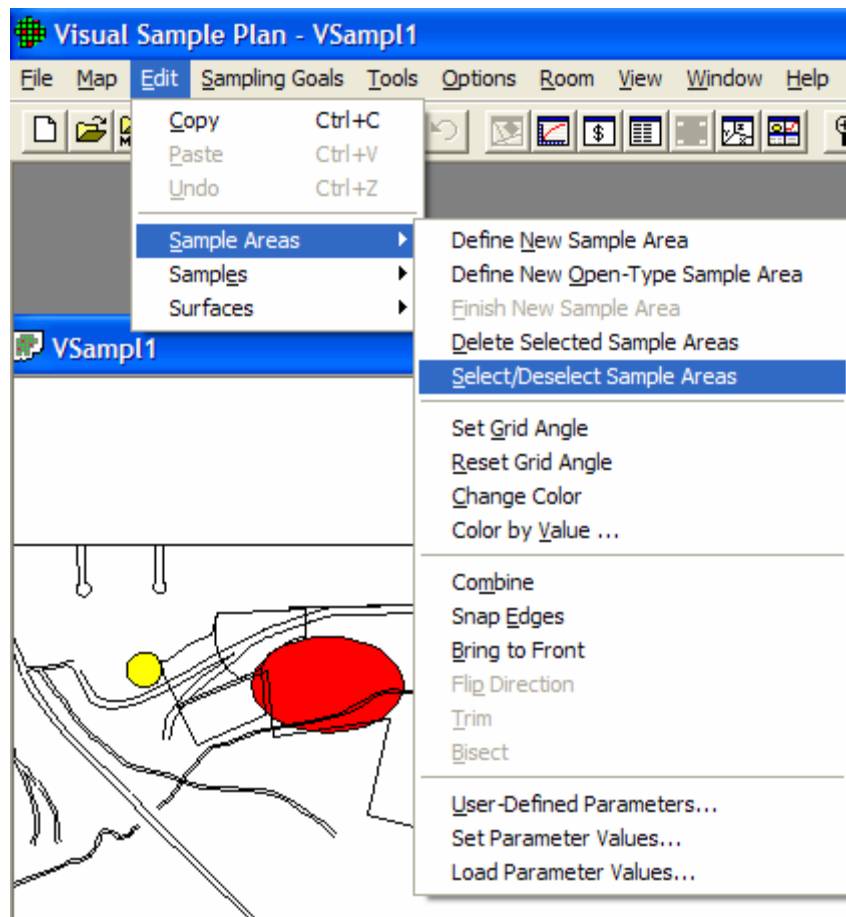 Visual Sample Plan - VSampl1
File Map Edit Sampling Goals Tools Options Room View Window Help
Copy Ctrl+C
Paste Ctrl+V
Undo Ctrl+Z
Sample Areas
Samples
Surfaces
Define New Sample Area
Define New Open-Type Sample Area
Finish New Sample Area
Delete Selected Sample Areas
Select/Deselect Sample Areas
Set Grid Angle
Reset Grid Angle
Change Color
Color by Value ...
Combine
Snap Edges
Bring to Front
Flip Direction
Trim
Bisect
User-Defined Parameters...
Set Parameter Values...
Load Parameter Values...
VSampl1